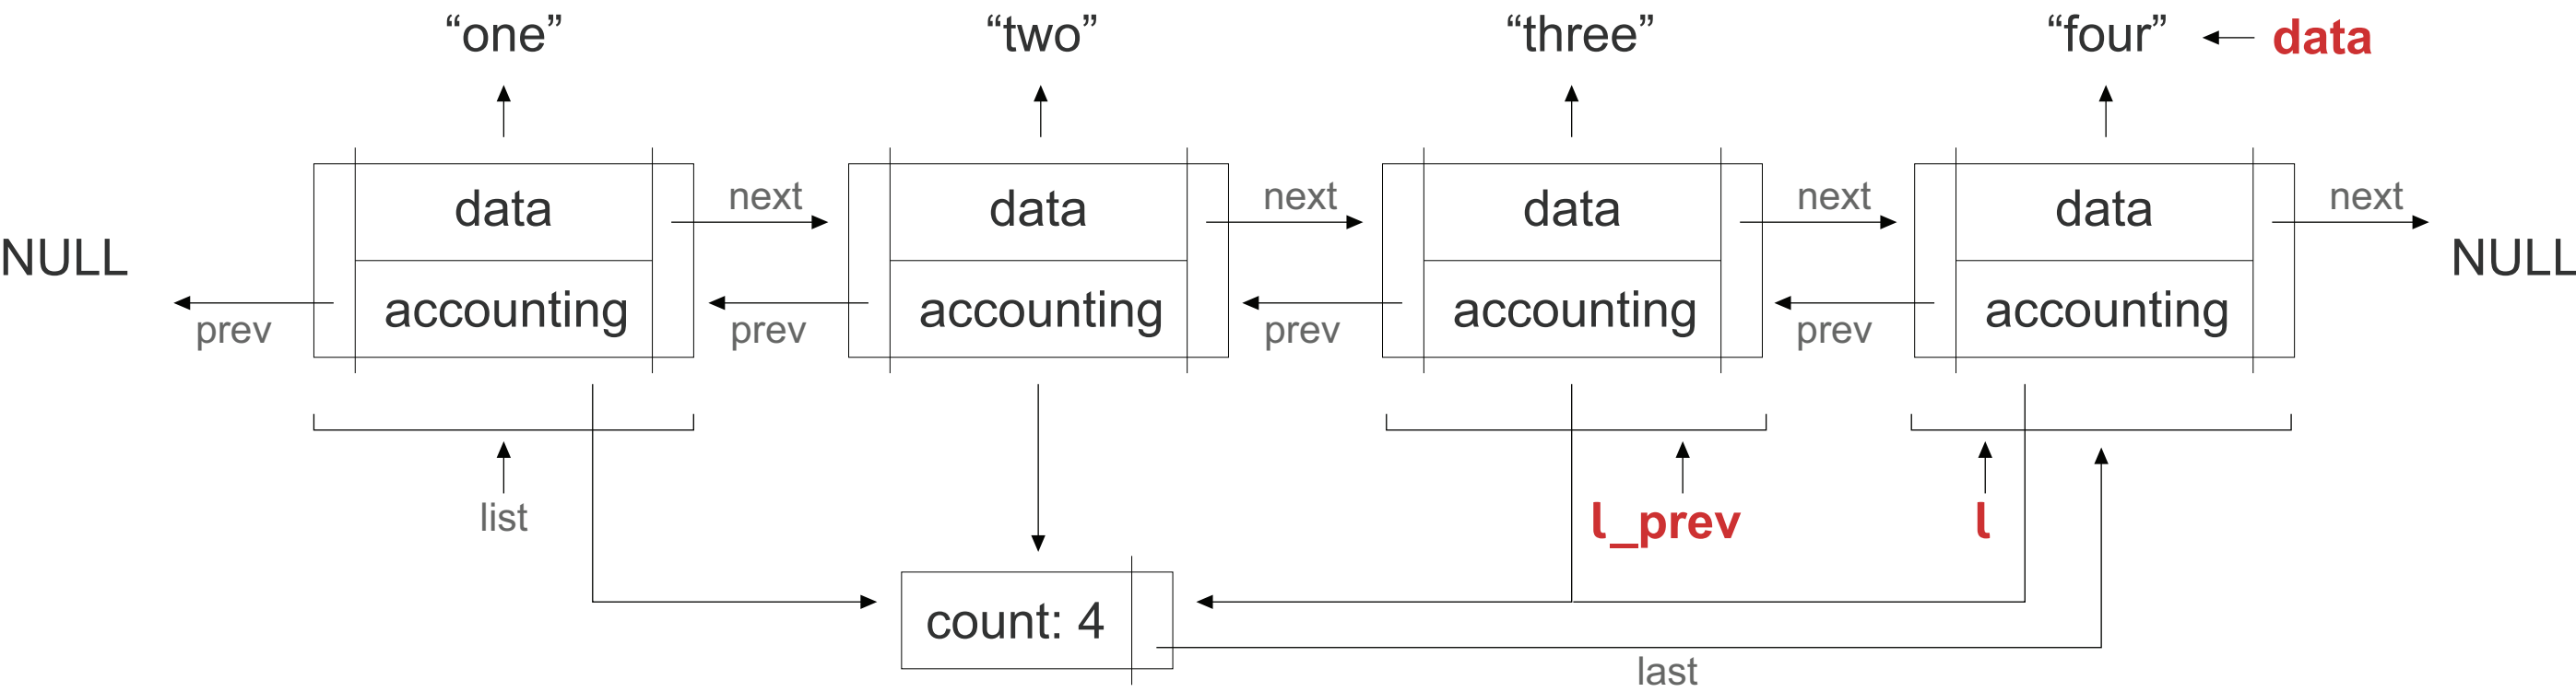 “one” “two” “three” “four” data
data next data next data next data next
NULL NULL
accounting accounting accounting accounting
prev prev prev prev
list l_prev l
count: 4
last